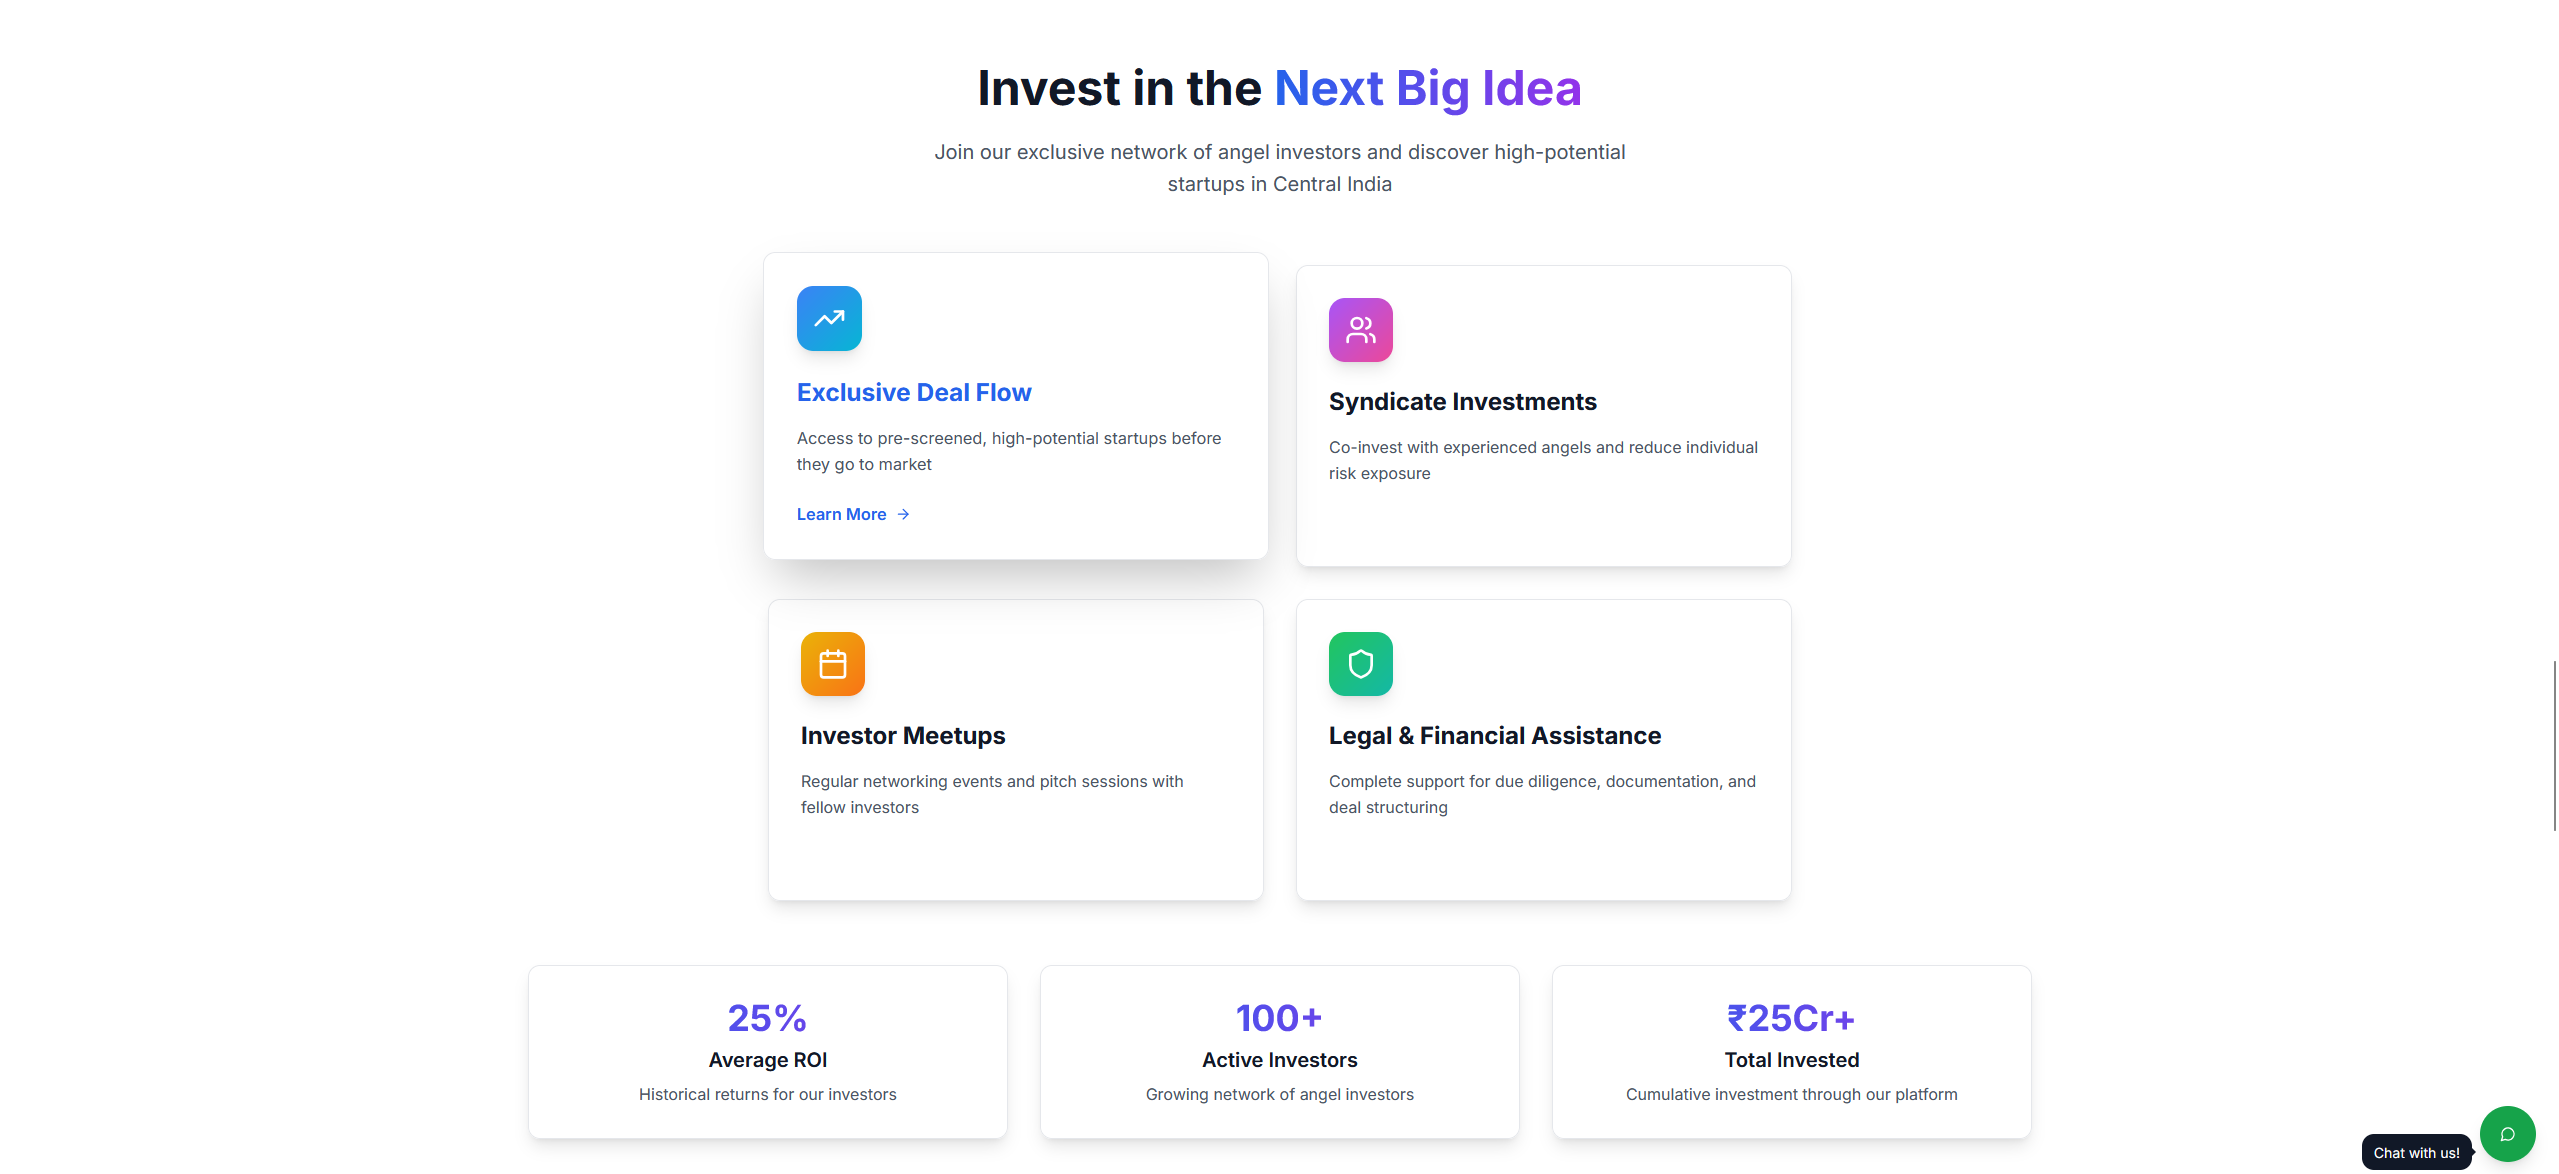 Invest in the Next Big Idea
Join our exclusive network of angel investors and discover high-potential
startups in Central India
Exclusive Deal Flow
Access to pre-screened, high-potential startups before
they go to market
Learn More
Syndicate Investments
Co-invest with experienced angels and reduce individual
risk exposure
Investor Meetups
Regular networking events and pitch sessions with
fellow investors
Legal & Financial Assistance
Complete support for due diligence, documentation, and
deal structuring
25%
Average ROI
Historical returns for our investors
100+
Active Investors
Growing network of angel investors
₹25Cr+
Total Invested
Cumulative investment through our platform
Chat with us!